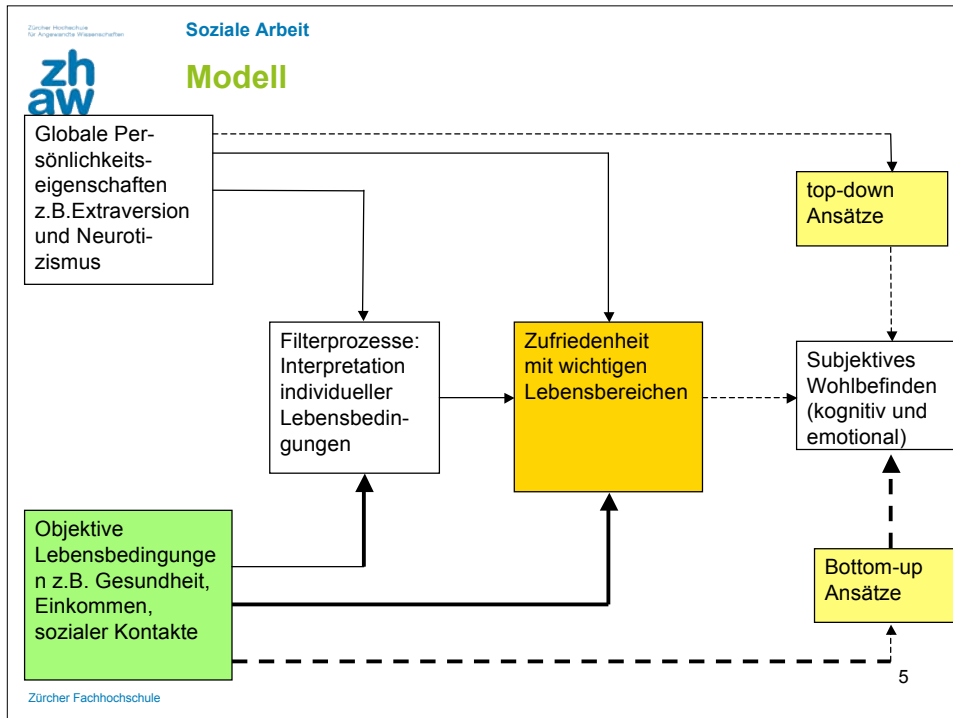 Zürcher Hochschule
für Angewandte Wissenschaften
zh
aw
Soziale Arbeit
Modell
Globale Per-
sönlichkeits-
eigenschaften
z.B.Extraversion
und Neuroti-
zismus
top-down
Ansätze
Filterprozesse:
Interpretation
individueller
Lebensbedin-
gungen
Zufriedenheit
mit wichtigen
Lebensbereichen
Subjektives
Wohlbefinden
(kognitiv und
emotional)
Objektive
Lebensbedingunge
n z.B. Gesundheit,
Einkommen,
sozialer Kontakte
Bottom-up
Ansätze
5
Zürcher Fachhochschule